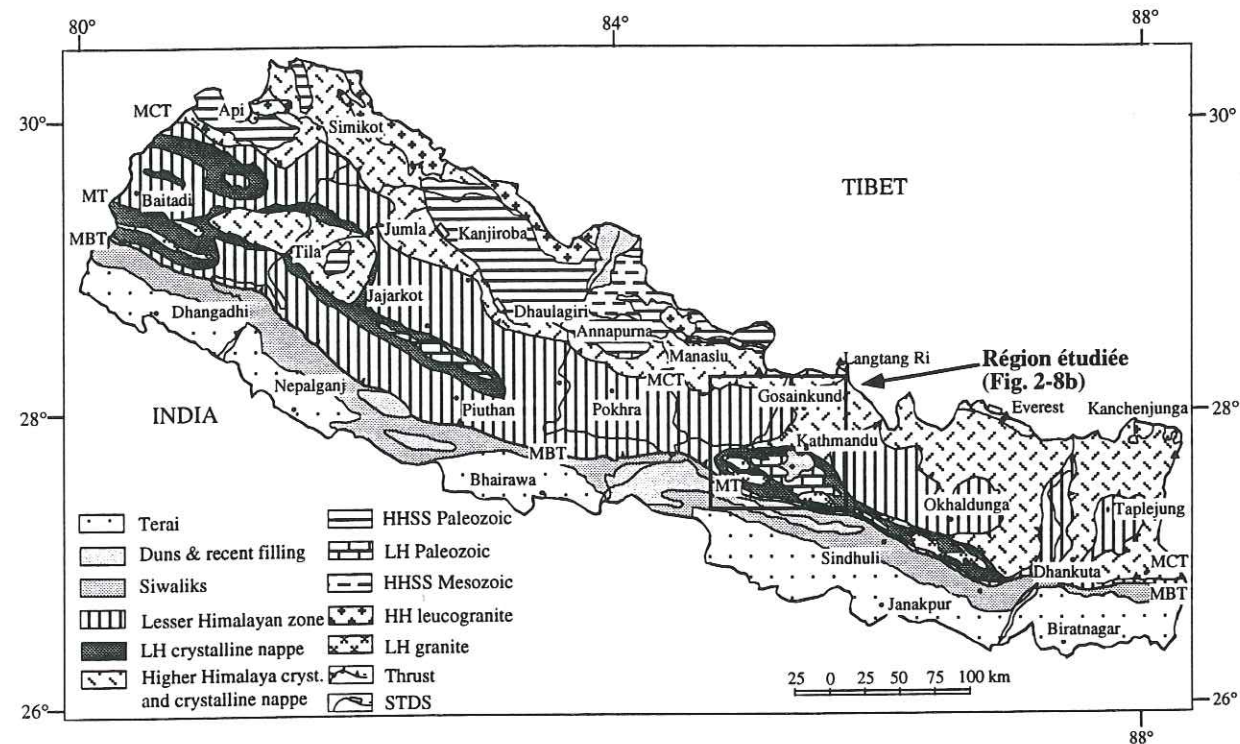 80°
84°
88°
30°
30°
MCT
Api
Simikot
TIBET
MT
Baitadi
Jumla
Kanjiroba
MBT
Tila
Jajarkot
Dhangadhi
Dhaulagiri
Annapurna
Manaslu
Langtang Ri
Région étudiée
(Fig. 2-8b)
MCT
Gosainkund
Nepalganj
28°
28°
INDIA
Piuthan
Pokhra
Everest
Kanchenjunga
Kathmandu
MBT
MT
Bhairawa
Okhaldunga
Taplejung
Sindhuli
Dhankuta
MCT
MBT
Janakpur
Biratnagar
Terai
Duns & recent filling
Siwaliks
Lesser Himalayan zone
LH crystalline nappe
Higher Himalaya cryst.
and crystalline nappe
HHSS Paleozoic
LH Paleozoic
HHSS Mesozoic
HH leucogranite
LH granite
Thrust
STDS
25 0 25 50 75 100 km
26°
26°
88°